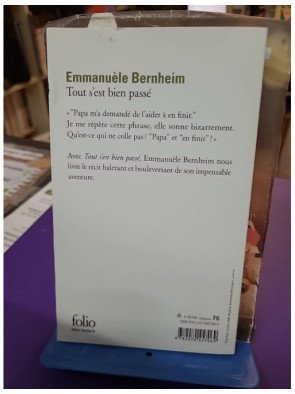 Emmanuèle Bernheim
Tout s'est bien passé
« "Papa m'a demandé de l'aider à en finir."
Je me répète cette phrase, elle sonne bizarrement.
Qu'est-ce qui ne colle pas ? "Papa" et "en finir" ? »
Avec Tout s'est bien passé, Emmanuèle Bernheim nous
livre le récit haletant et bouleversant de son impensable
aventure.
folio
F6